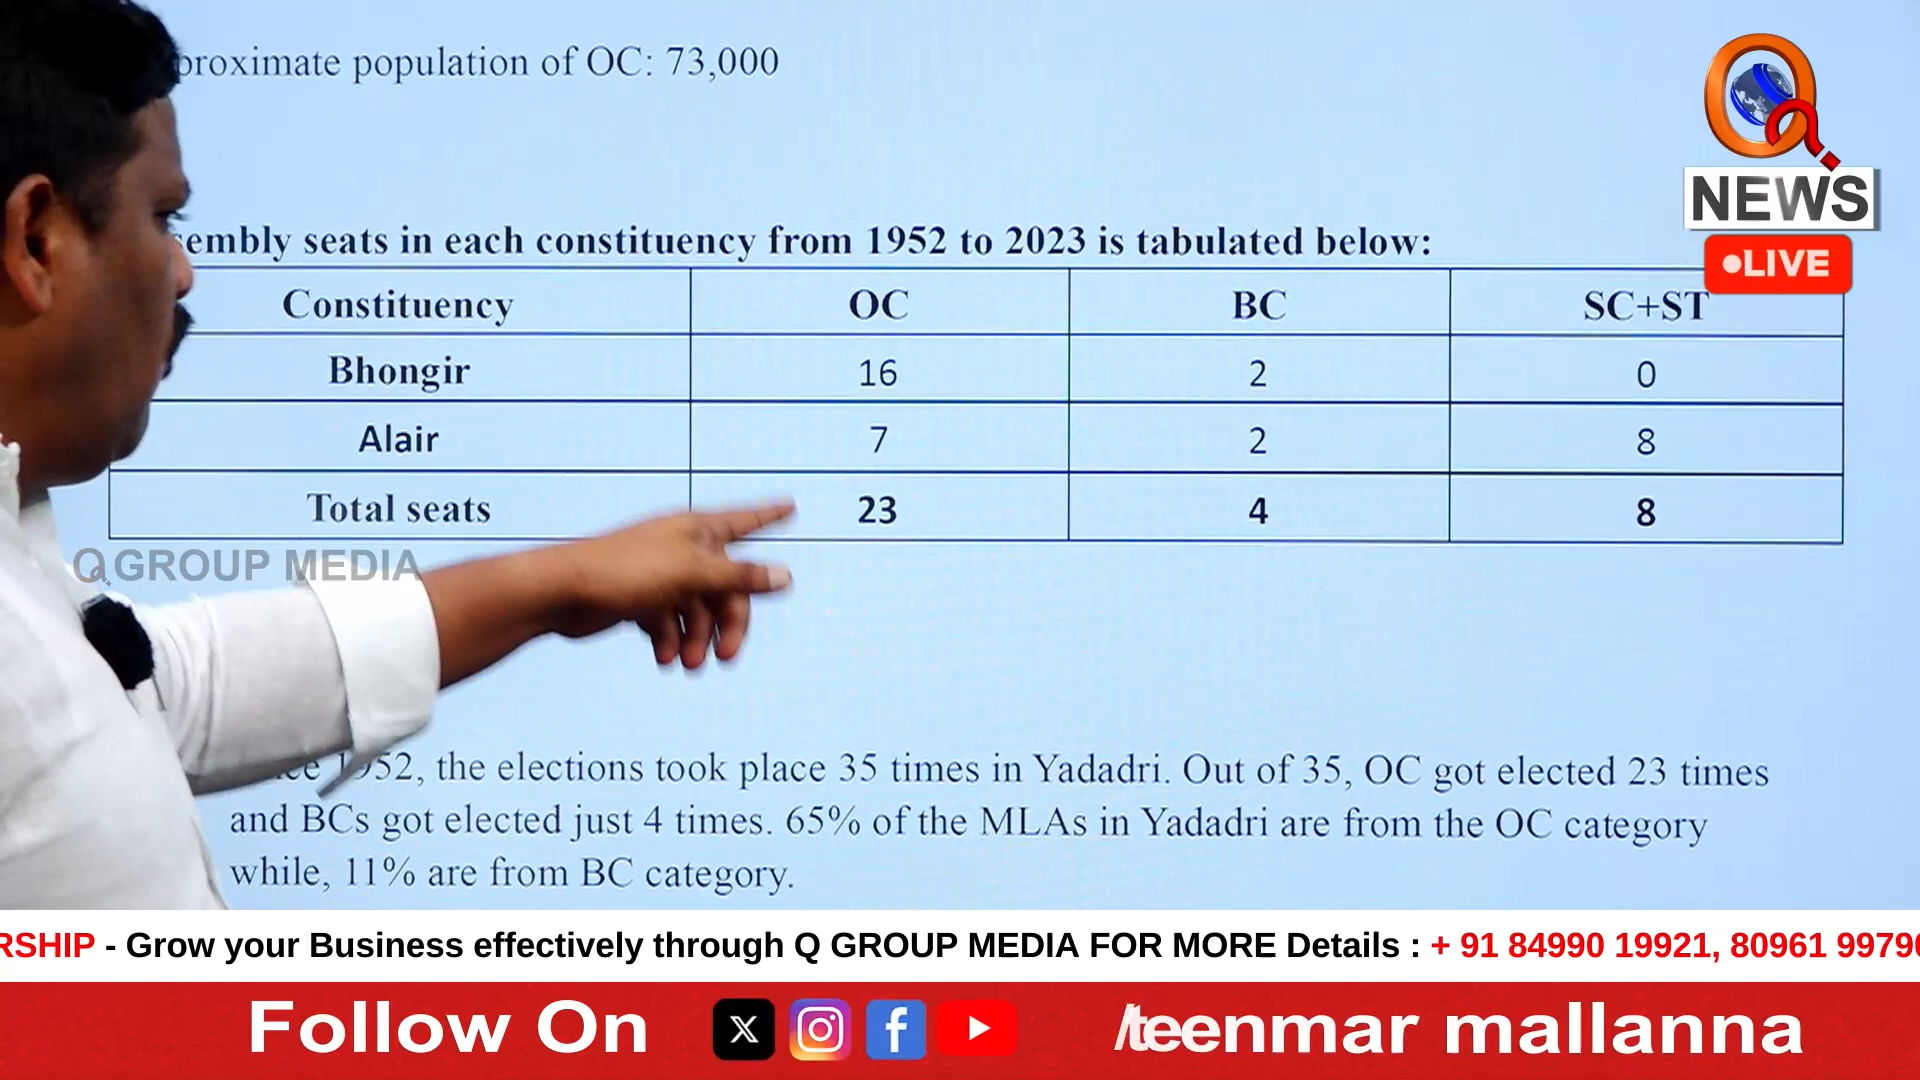 proximate population of OC: 73,000
NEWS
LIVE
sembly seats in each constituency from 1952 to 2023 is tabulated below:
Constituency OC BC SC+ST
Bhongir 16 2 0
Alair 7 2 8
Total seats 23 4 8
Q GROUP MEDIA
1952, the elections took place 35 times in Yadadri. Out of 35, OC got elected 23 times
and BCs got elected just 4 times. 65% of the MLAs in Yadadri are from the OC category
while, 11% are from BC category.
RSHIP - Grow your Business effectively through Q GROUP MEDIA FOR MORE Details : + 91 84990 19921, 80961 99790
Follow On /teenmar mallanna